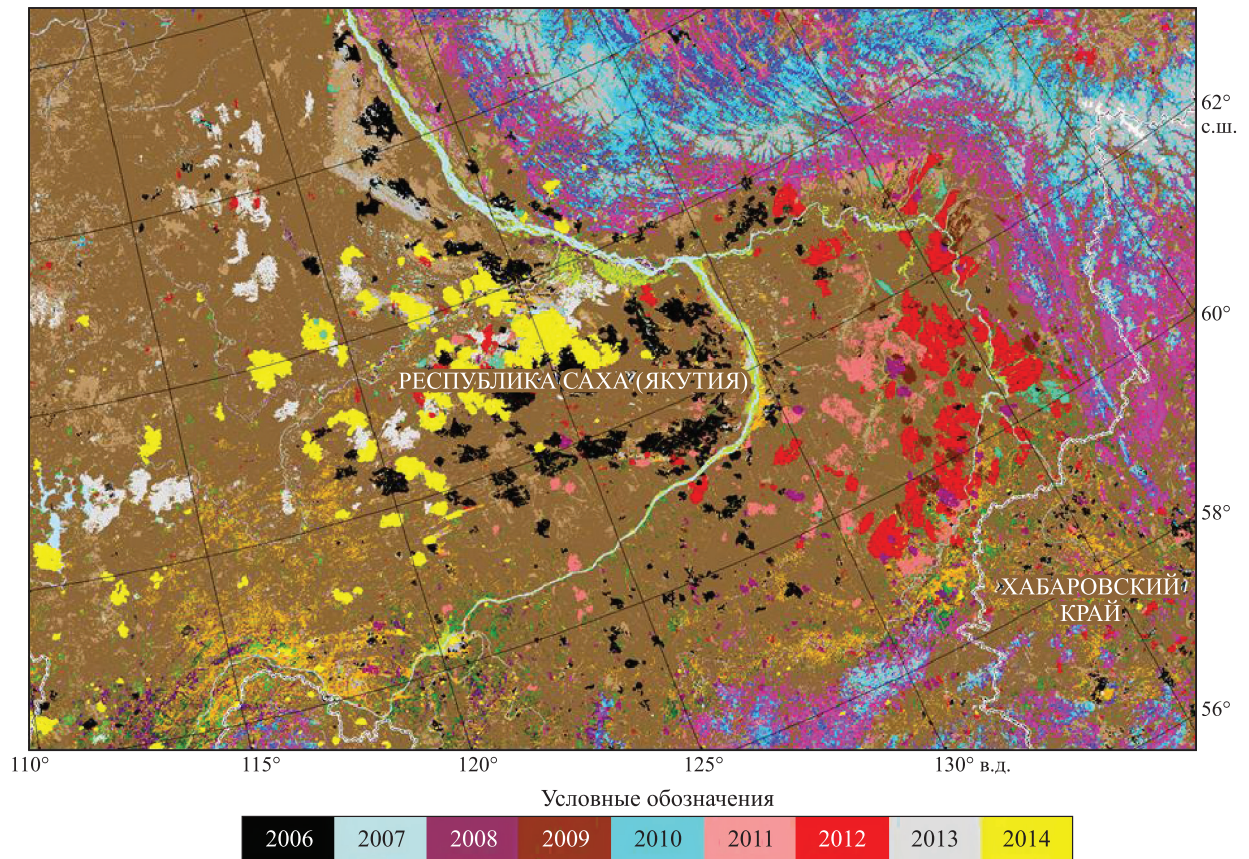 62°
с.ш.
60°
РЕСПУБЛИКА САХА (ЯКУТИЯ)
58°
ХАБАРОВСКИЙ
КРАЙ
56°
110° 115° 120° 125° 130° в.д.
Условные обозначения
2006 2007 2008 2009 2010 2011 2012 2013 2014